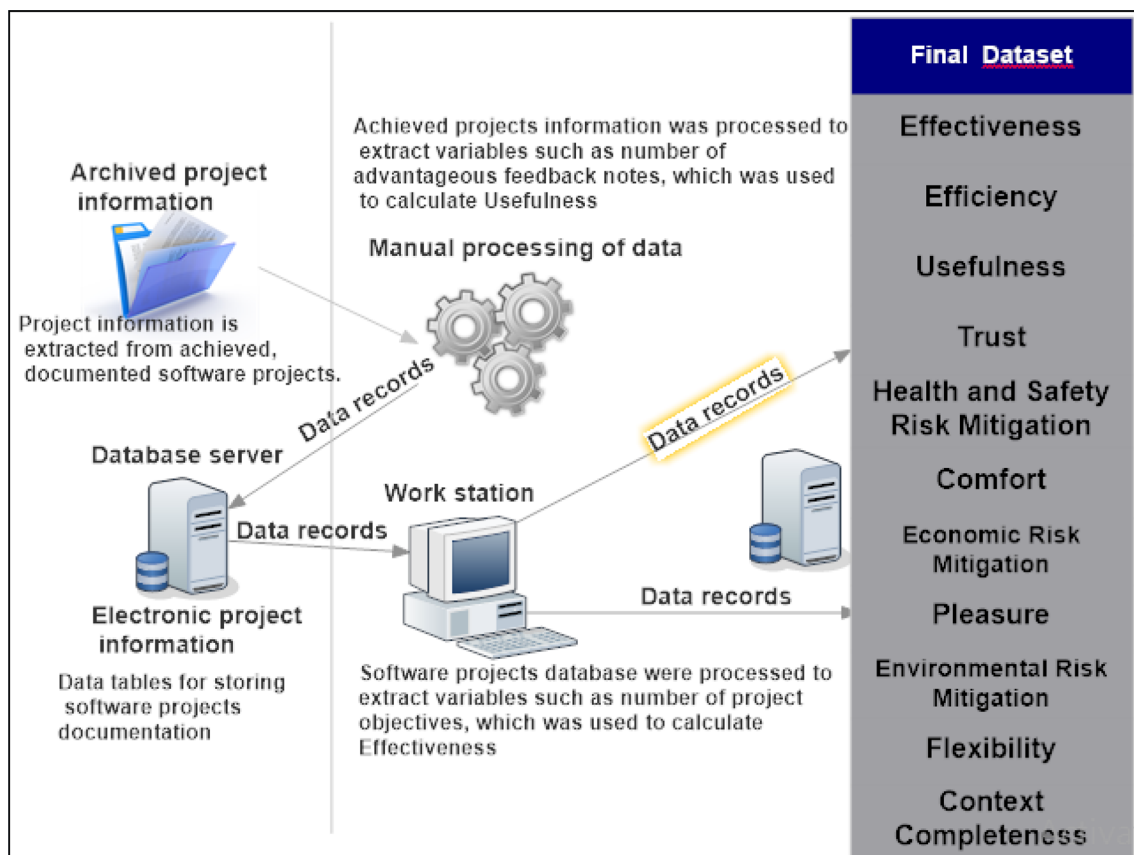 Archived project
information
Project information is
extracted from achieved,
documented software projects.
Achieved projects information was processed to
extract variables such as number of
advantageous feedback notes, which was used
to calculate Usefulness
Manual processing of data
Data records
Database server
Data records
Electronic project
information
Data tables for storing
software projects
documentation
Work station
Data records
Data records
Software projects database were processed to
extract variables such as number of project
objectives, which was used to calculate
Effectiveness
Final Dataset
Effectiveness
Efficiency
Usefulness
Trust
Health and Safety
Risk Mitigation
Comfort
Economic Risk
Mitigation
Pleasure
Environmental Risk
Mitigation
Flexibility
Context
Completeness